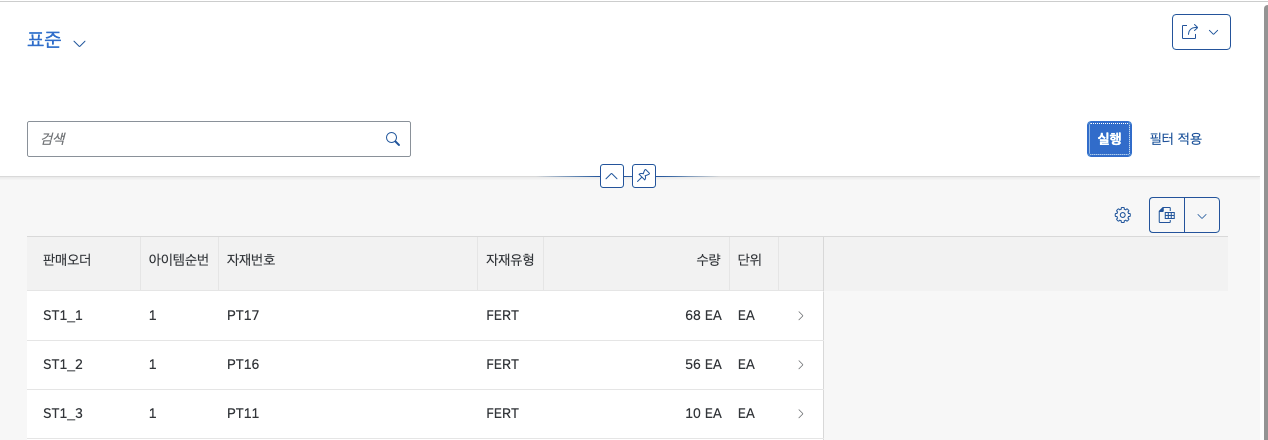 표준
검색
실행 필터 적용
판매오더 아이템순번 자재번호 자재유형 수량 단위
ST1_1 1 PT17 FERT 68 EA EA
ST1_2 1 PT16 FERT 56 EA EA
ST1_3 1 PT11 FERT 10 EA EA